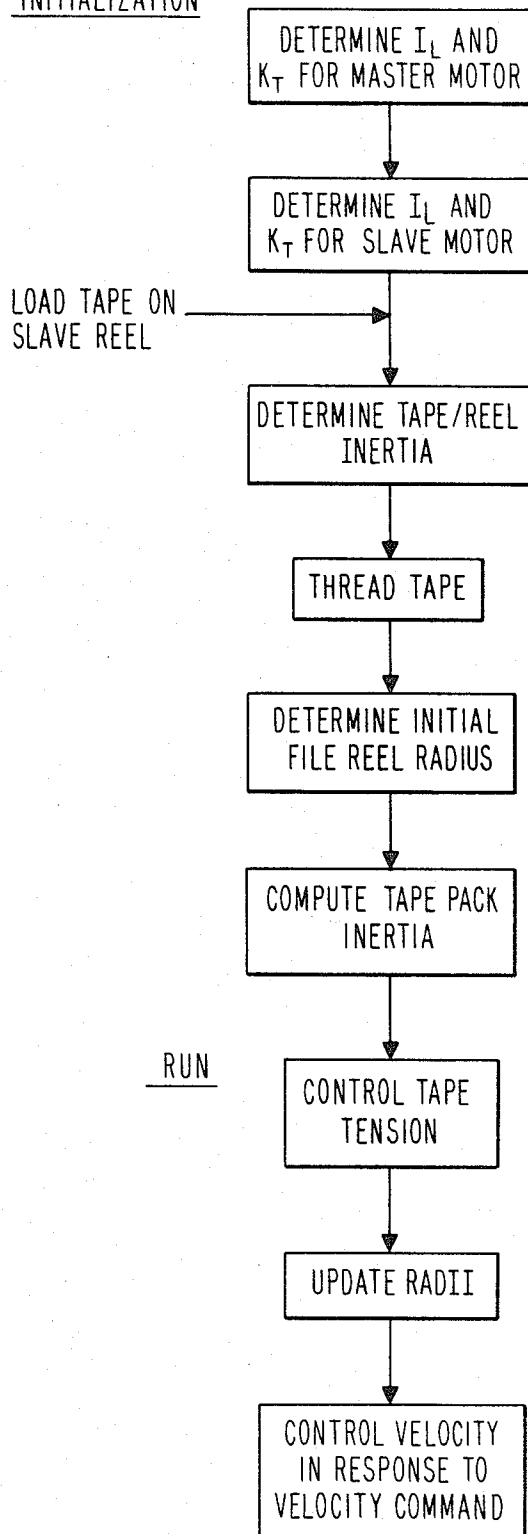 INITIALIZATION
DETERMINE I_L AND
K_T FOR MASTER MOTOR
DETERMINE I_L AND
K_T FOR SLAVE MOTOR
LOAD TAPE ON
SLAVE REEL
DETERMINE TAPE/REEL
INERTIA
THREAD TAPE
DETERMINE INITIAL
FILE REEL RADIUS
COMPUTE TAPE PACK
INERTIA
RUN
CONTROL TAPE
TENSION
UPDATE RADII
CONTROL VELOCITY
IN RESPONSE TO
VELOCITY COMMAND